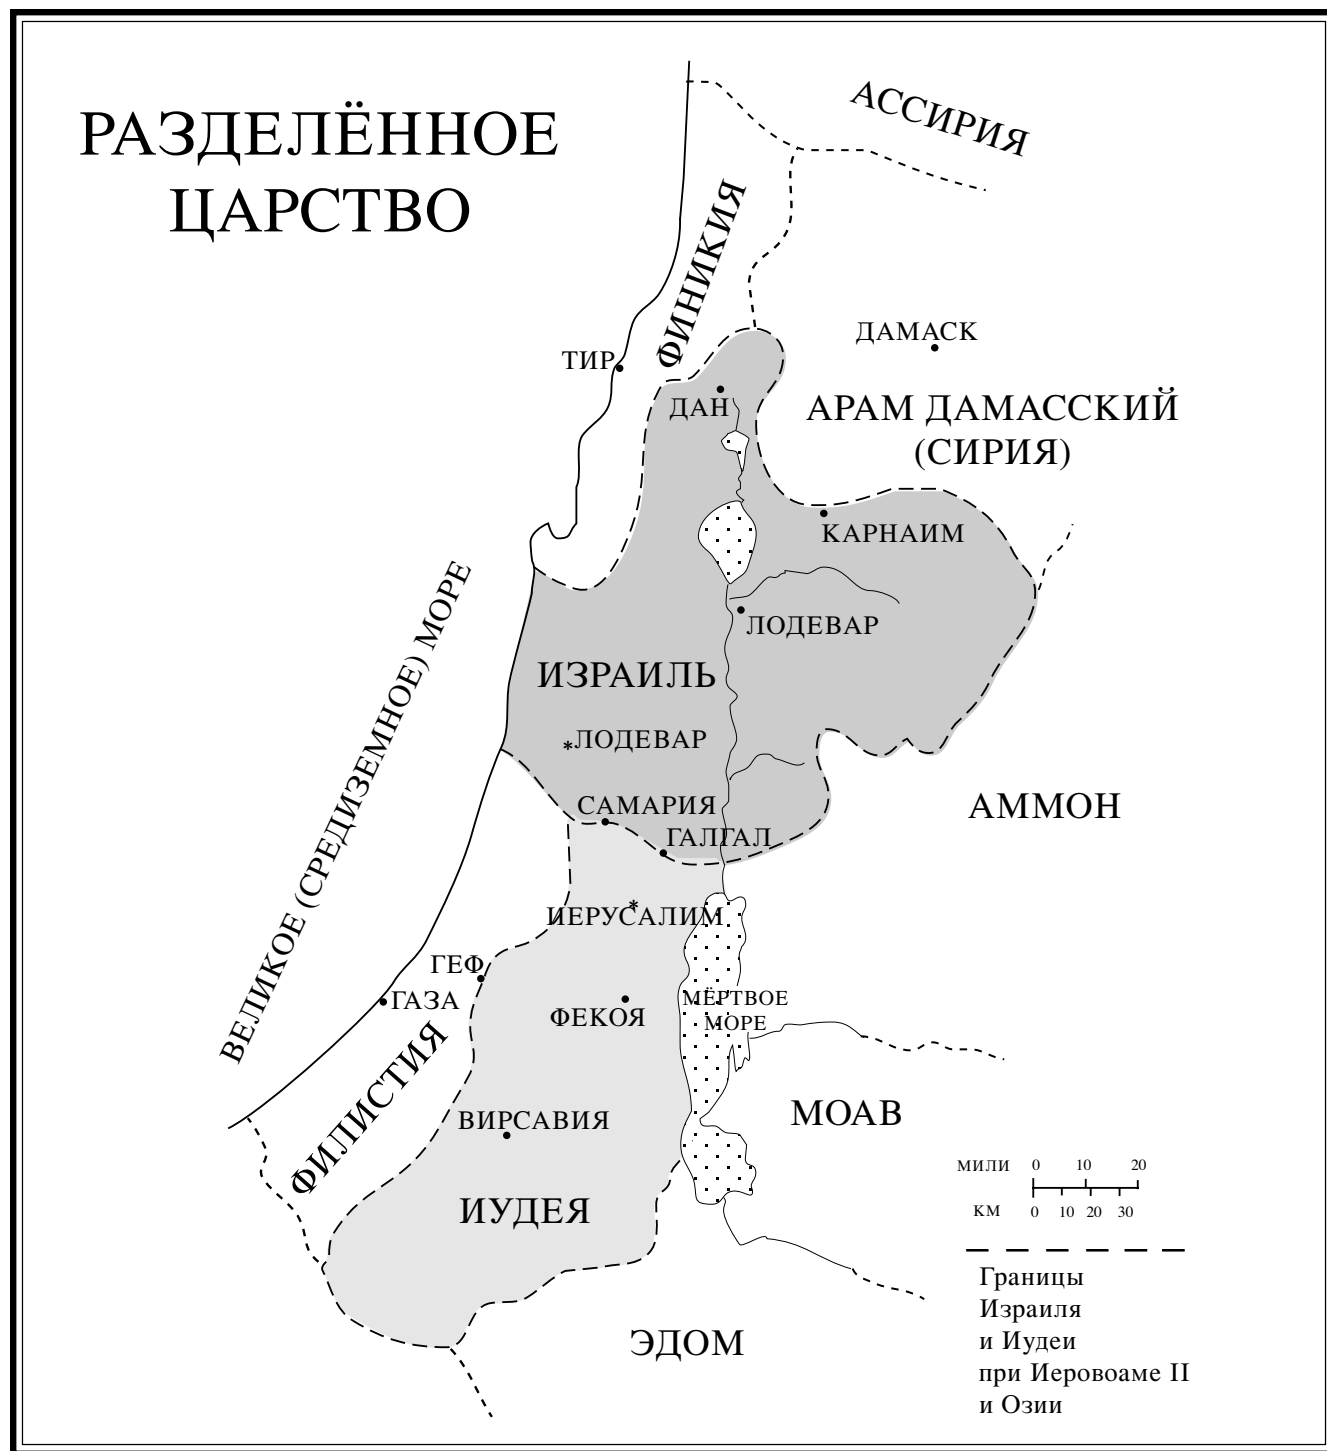 РАЗДЕЛЁННОЕ
ЦАРСТВО
АССИРИЯ
ФИНИКИЯ
ДАМАСК
ТИР
ДАН
АРАМ ДАМАССКИЙ
(СИРИЯ)
КАРНАИМ
ВЕЛИКОЕ (СРЕДИЗЕМНОЕ) МОРЕ
ЛОДЕВАР
ИЗРАИЛЬ
*ЛОДЕВАР
САМАРИЯ
АММОН
ГАЛГАЛ
*
ИЕРУСАЛИМ
ГЕФ
ГАЗА
ФЕКОЯ
МЁРТВОЕ
МОРЕ
ФИЛИСТИЯ
ВИРСАВИЯ
МОАВ
ИУДЕЯ
МИЛИ 0 10 20
КМ 0 10 20 30
Границы
Израиля
и Иудеи
при Иеровоаме II
и Озии
ЭДОМ